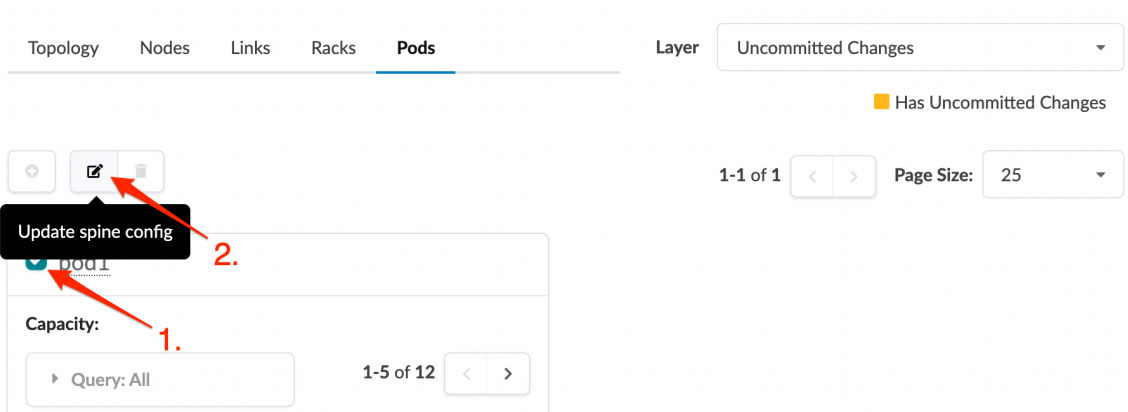 Topology Nodes Links Racks Pods Layer Uncommitted Changes
Has Uncommitted Changes
1-1 of 1 Page Size: 25
Update spine config
2.
pod1
1.
Capacity:
Query: All 1-5 of 12